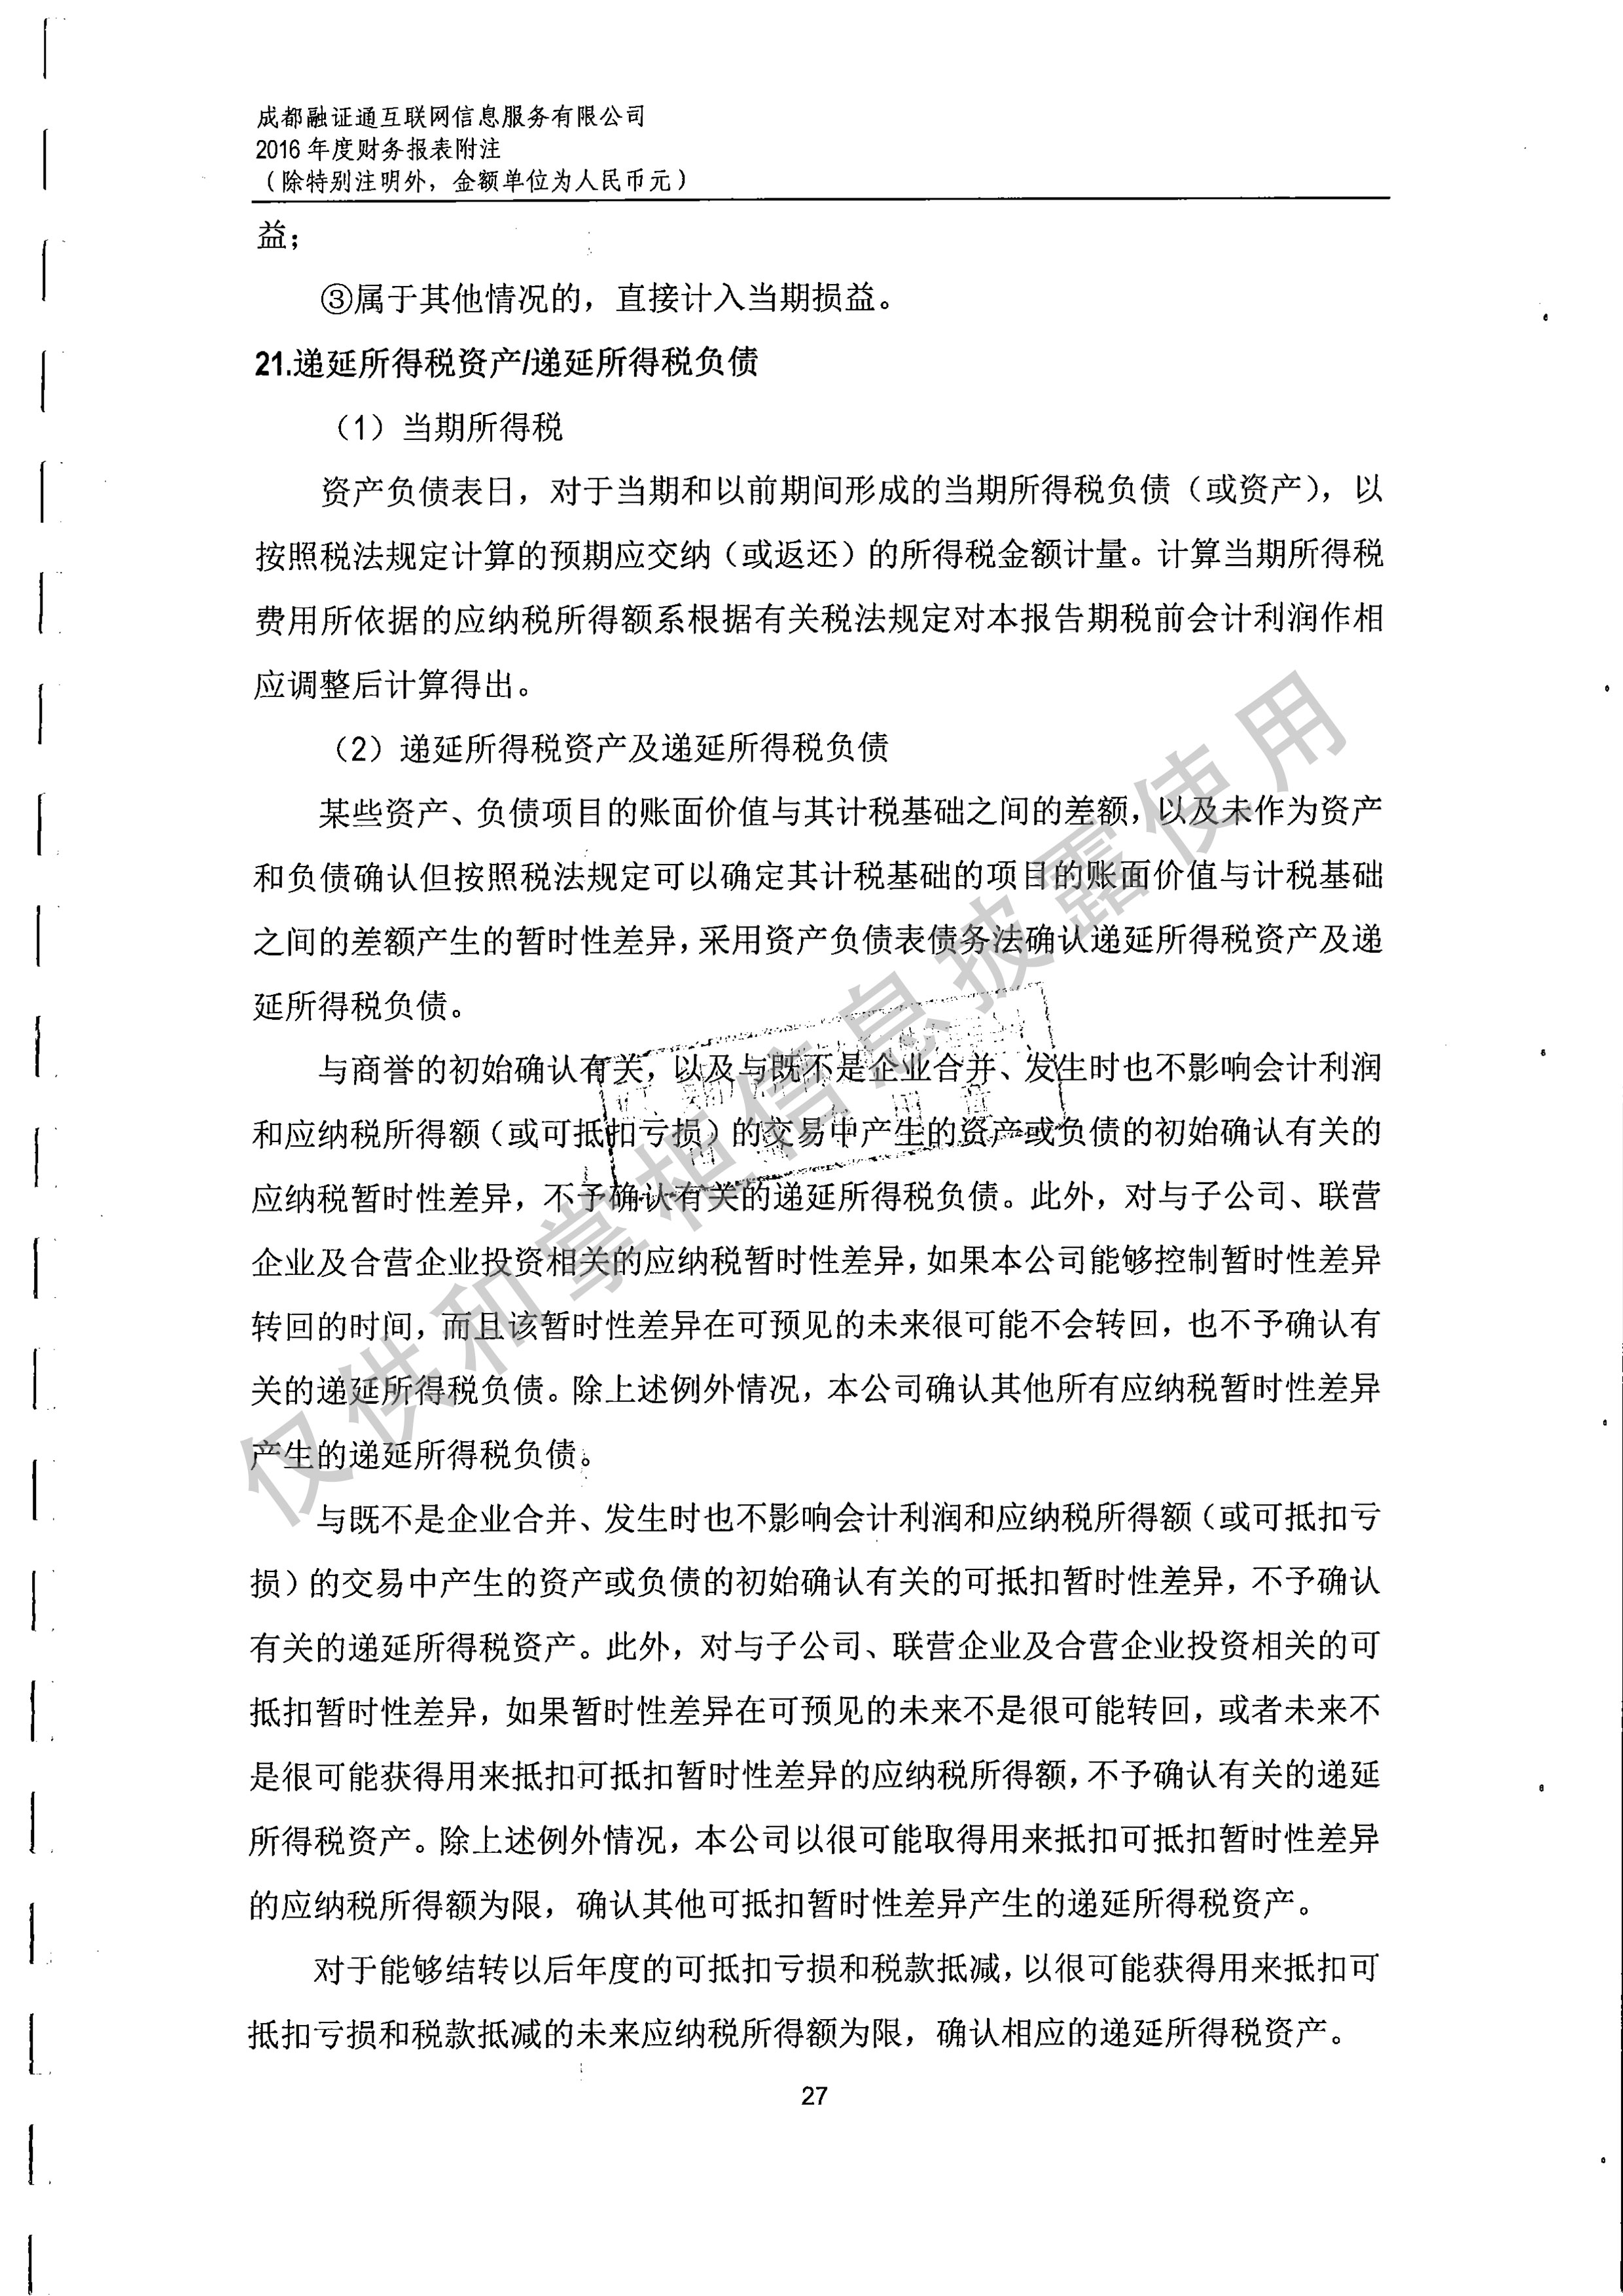 成都融证通互联网信息服务有限公司
2016 年度财务报表附注
（除特别注明外，金额单位为人民币元）
益；
③属于其他情况的，直接计入当期损益。
21.递延所得税资产/递延所得税负债
（1）当期所得税
资产负债表日，对于当期和以前期间形成的当期所得税负债（或资产），以
按照税法规定计算的预期应交纳（或返还）的所得税金额计量。计算当期所得税
费用所依据的应纳税所得额系根据有关税法规定对本报告期税前会计利润作相
应调整后计算得出。
（2）递延所得税资产及递延所得税负债
某些资产、负债项目的账面价值与其计税基础之间的差额，以及未作为资产
和负债确认但按照税法规定可以确定其计税基础的项目的账面价值与计税基础
之间的差额产生的暂时性差异，采用资产负债表债务法确认递延所得税资产及递
延所得税负债。
与商誉的初始确认有关，以及与既不是企业合并、发生时也不影响会计利润
和应纳税所得额（或可抵扣亏损）的交易中产生的资产或负债的初始确认有关的
应纳税暂时性差异，不予确认有关的递延所得税负债。此外，对与子公司、联营
企业及合营企业投资相关的应纳税暂时性差异，如果本公司能够控制暂时性差异
转回的时间，而且该暂时性差异在可预见的未来很可能不会转回，也不予确认有
关的递延所得税负债。除上述例外情况，本公司确认其他所有应纳税暂时性差异
产生的递延所得税负债。
与既不是企业合并、发生时也不影响会计利润和应纳税所得额（或可抵扣亏
损）的交易中产生的资产或负债的初始确认有关的可抵扣暂时性差异，不予确认
有关的递延所得税资产。此外，对与子公司、联营企业及合营企业投资相关的可
抵扣暂时性差异，如果暂时性差异在可预见的未来不是很可能转回，或者未来不
是很可能获得用来抵扣可抵扣暂时性差异的应纳税所得额，不予确认有关的递延
所得税资产。除上述例外情况，本公司以很可能取得用来抵扣可抵扣暂时性差异
的应纳税所得额为限，确认其他可抵扣暂时性差异产生的递延所得税资产。
对于能够结转以后年度的可抵扣亏损和税款抵减，以很可能获得用来抵扣可
抵扣亏损和税款抵减的未来应纳税所得额为限，确认相应的递延所得税资产。
27
仅供和掌柜信息披露使用